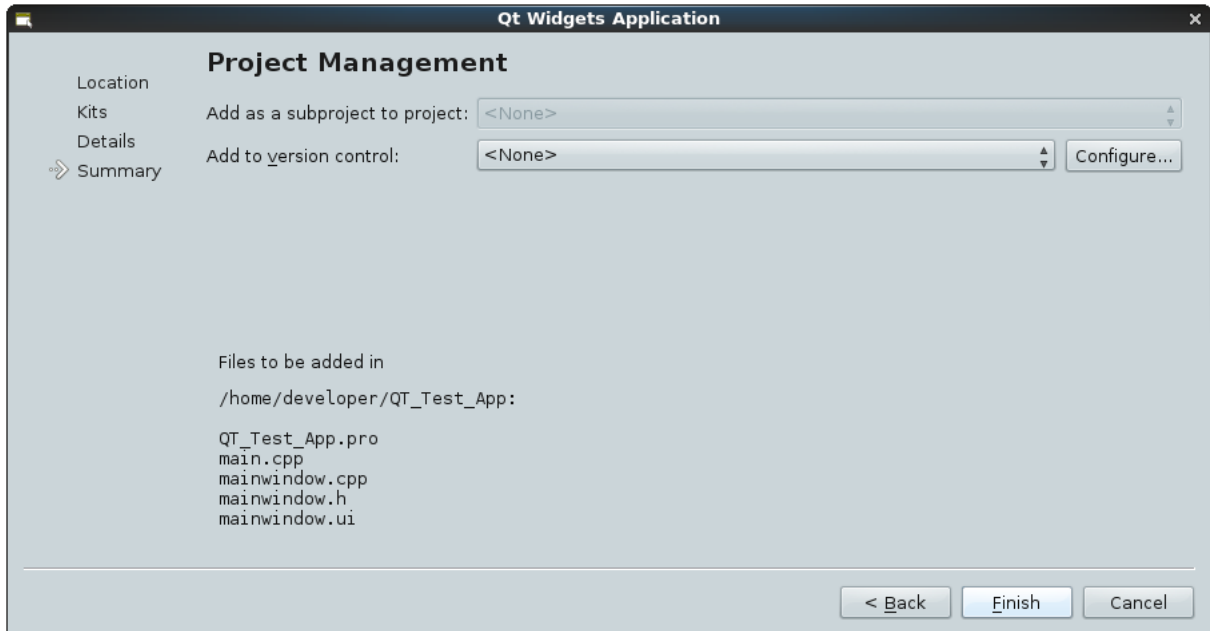 Qt Widgets Application
Location
Kits
Details
Summary
Project Management
Add as a subproject to project: <None>
Add to version control: <None> Configure...
Files to be added in
/home/developer/QT_Test_App:
QT_Test_App.pro
main.cpp
mainwindow.cpp
mainwindow.h
mainwindow.ui
< Back Finish Cancel